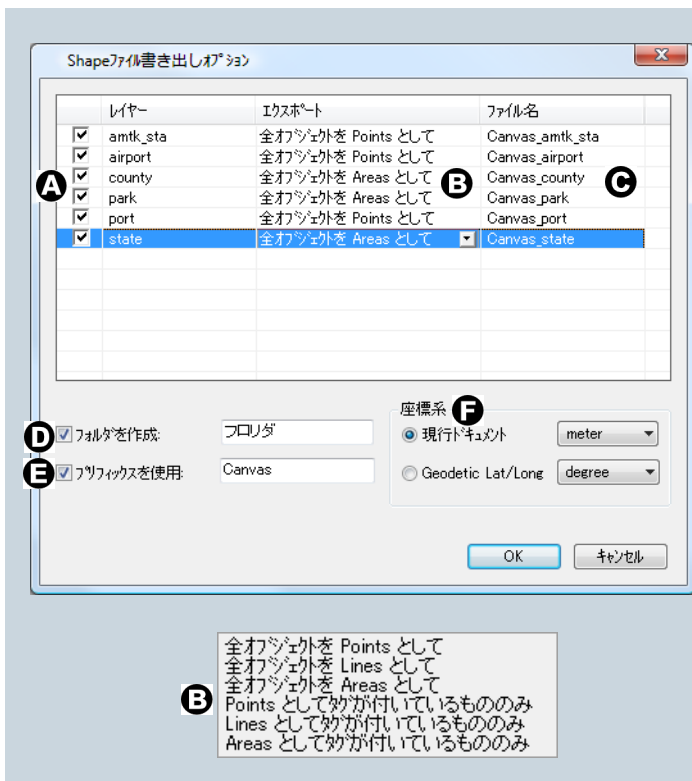 Shapeﾌｧｲﾙ書き出しｵﾌﾟｼｮﾝ
ﾚｲﾔｰ ｴｸｽﾎﾟｰﾄ ﾌｧｲﾙ名
amtk_sta 全ｵﾌﾞｼﾞｪｸﾄを Points として Canvas_amtk_sta
airport 全ｵﾌﾞｼﾞｪｸﾄを Points として Canvas_airport
A county 全ｵﾌﾞｼﾞｪｸﾄを Areas として B Canvas_county C
park 全ｵﾌﾞｼﾞｪｸﾄを Areas として Canvas_park
port 全ｵﾌﾞｼﾞｪｸﾄを Points として Canvas_port
state 全ｵﾌﾞｼﾞｪｸﾄを Areas として Canvas_state
座標系 F
D ﾌｫﾙﾀﾞを作成: フロリダ 現行ﾄﾞｷｭﾒﾝﾄ meter
E ﾌﾟﾘﾌｨｯｸｽを使用: Canvas Geodetic Lat/Long degree
OK ｷｬﾝｾﾙ
全ｵﾌﾞｼﾞｪｸﾄを Points として
全ｵﾌﾞｼﾞｪｸﾄを Lines として
全ｵﾌﾞｼﾞｪｸﾄを Areas として
B Points としてﾀｸﾞが付いているもののみ
Lines としてﾀｸﾞが付いているもののみ
Areas としてﾀｸﾞが付いているもののみ